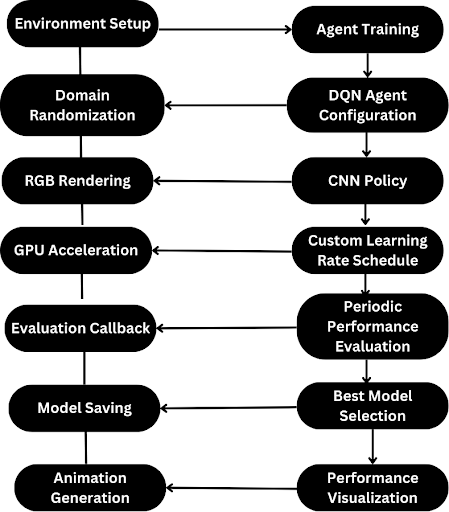 Environment Setup
Agent Training
Domain
Randomization
DQN Agent
Configuration
RGB Rendering
CNN Policy
GPU Acceleration
Custom Learning
Rate Schedule
Evaluation Callback
Periodic
Performance
Evaluation
Model Saving
Best Model
Selection
Animation
Generation
Performance
Visualization